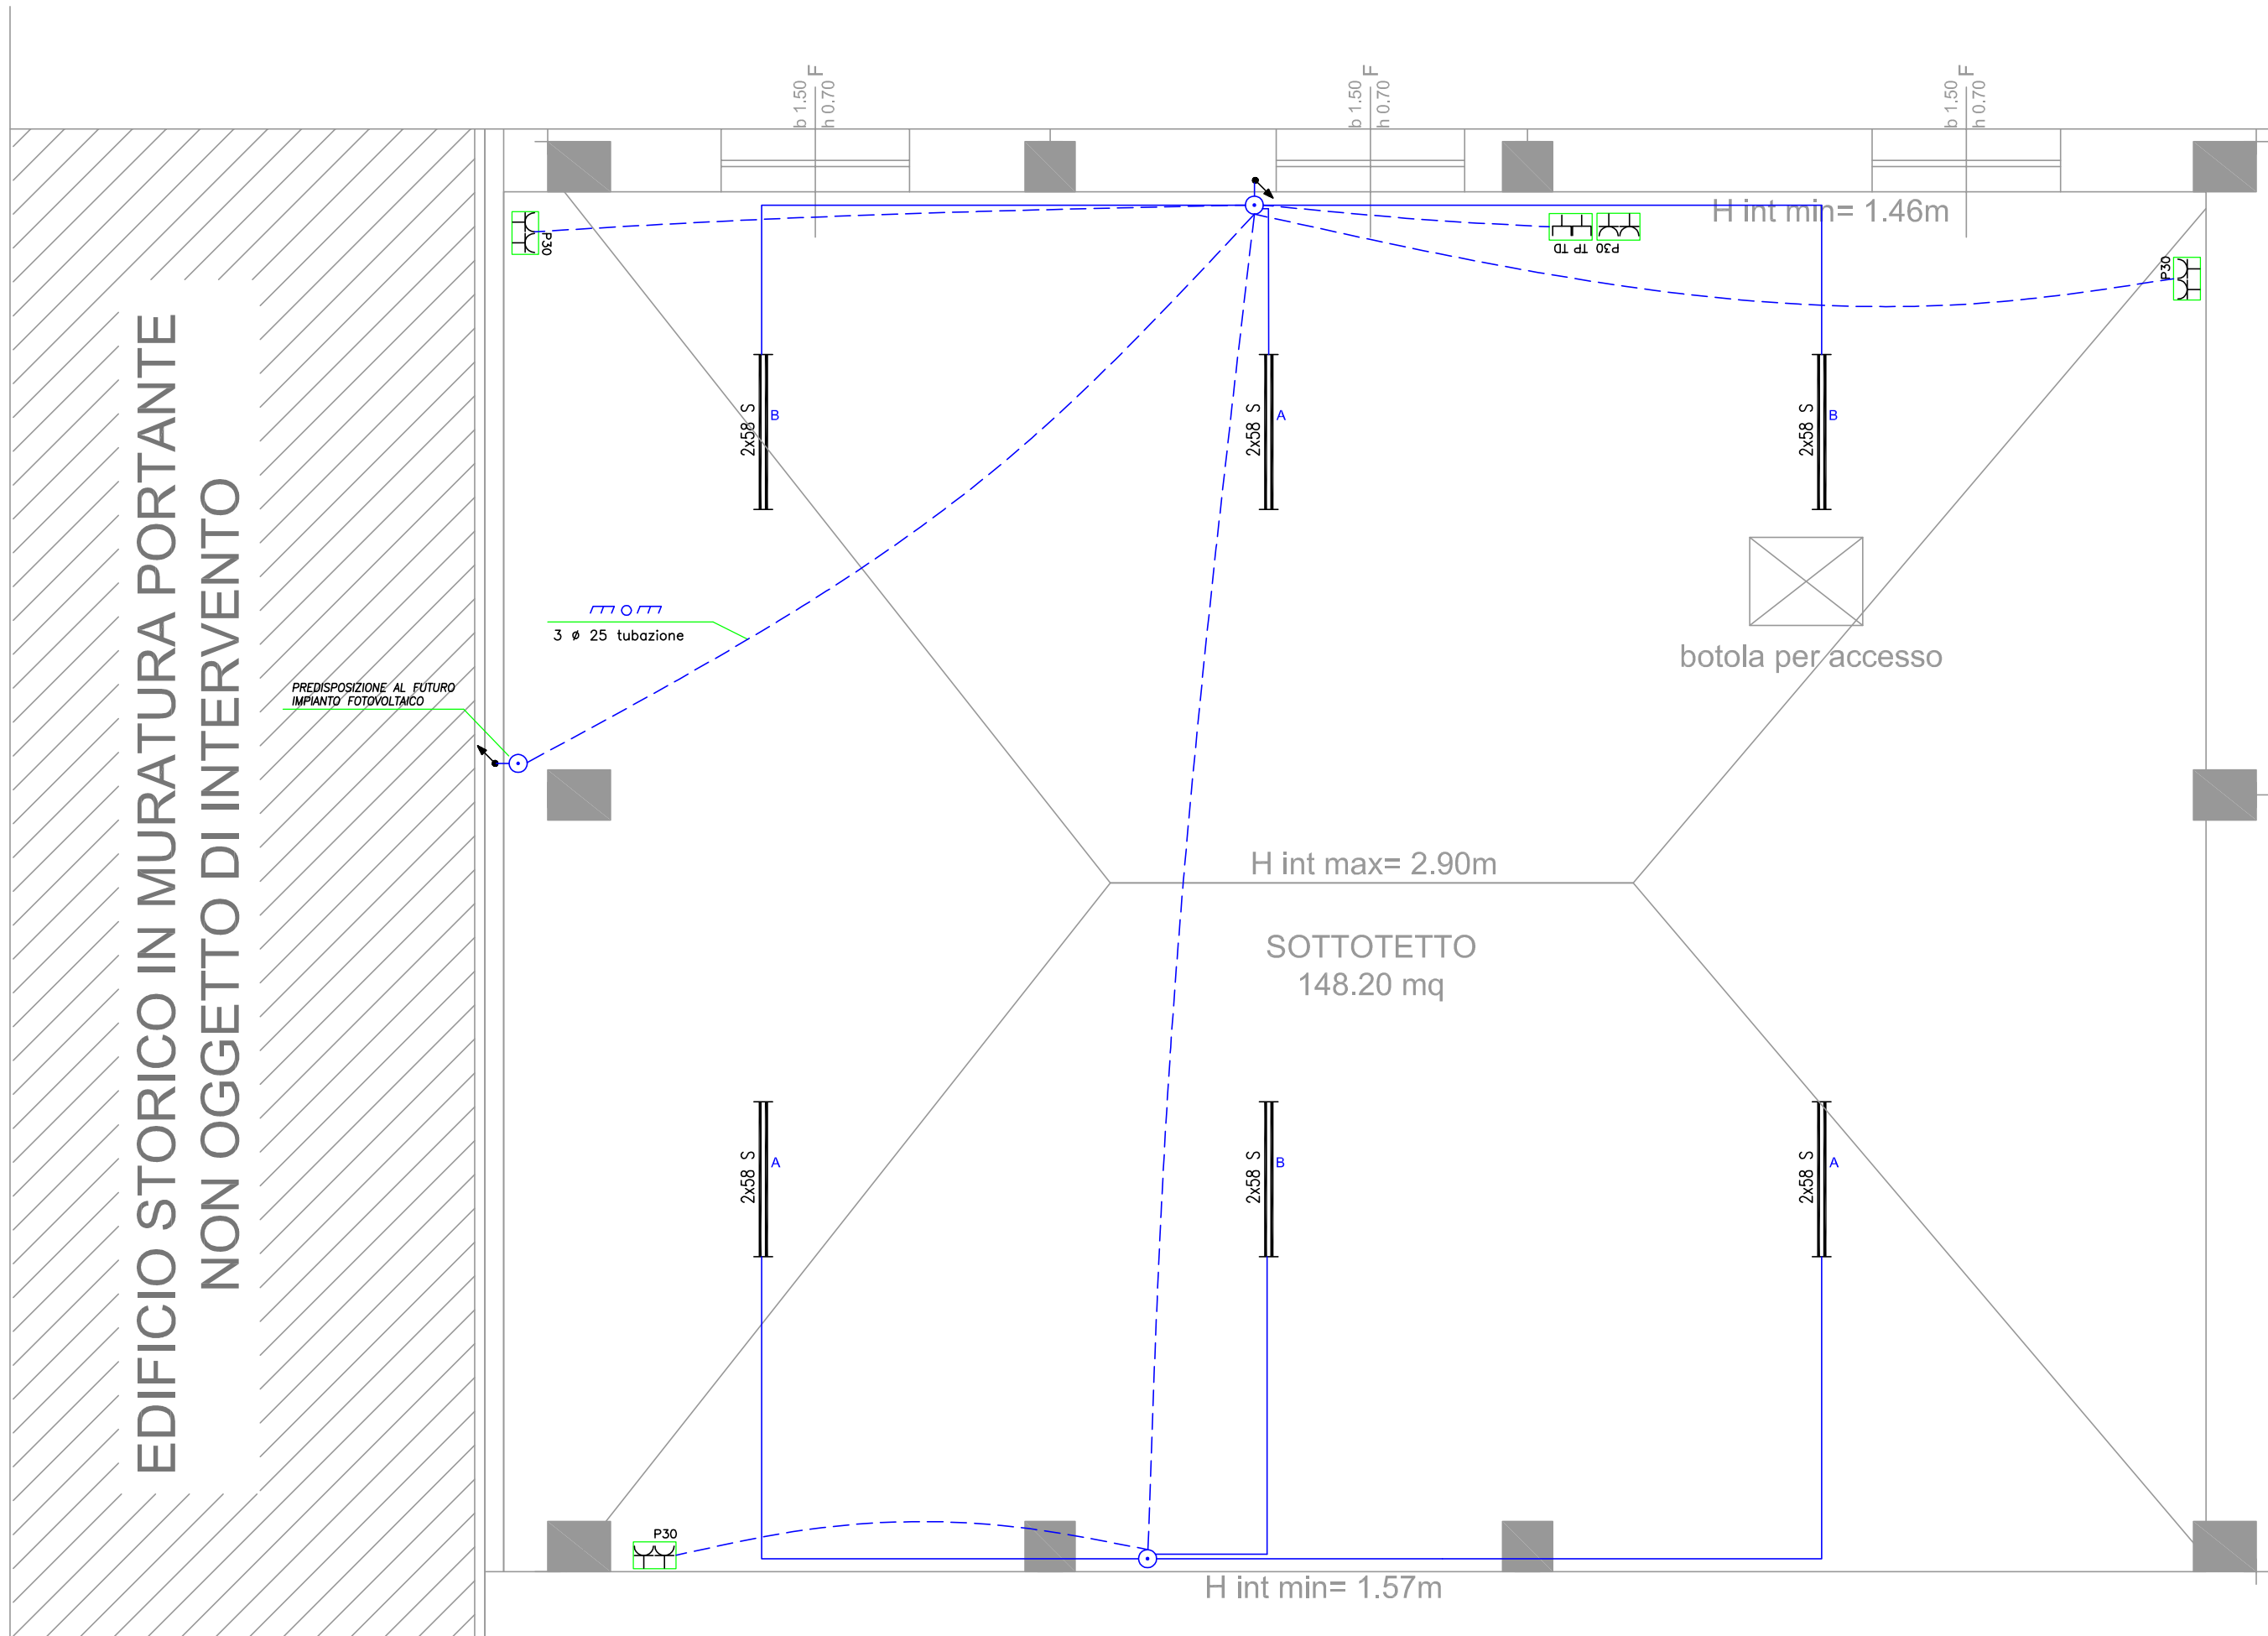 b 1.50
h 0.70
F
b 1.50
h 0.70
F
b 1.50
h 0.70
F
H int min= 1.46m
P30
TP TD
P30
P30
2x58 S
B
2x58 S
A
2x58 S
B
3 ø 25 tubazione
botola per accesso
PREDISPOSIZIONE AL FUTURO
IMPIANTO FOTOVOLTAICO
EDIFICIO STORICO IN MURATURA PORTANTE
NON OGGETTO DI INTERVENTO
H int max= 2.90m
SOTTOTETTO
148.20 mq
2x58 S
A
2x58 S
B
2x58 S
A
P30
H int min= 1.57m